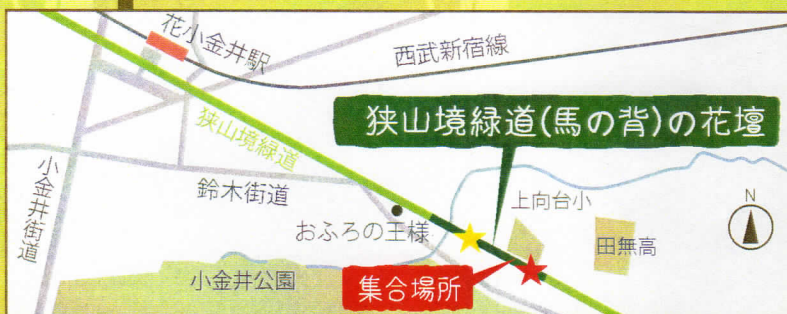 花小金井駅
西武新宿線
狭山境緑道(馬の背)の花壇
狭山境緑道
小金井街道
鈴木街道
おふろの王様
上向台小
田無高
N
小金井公園
集合場所